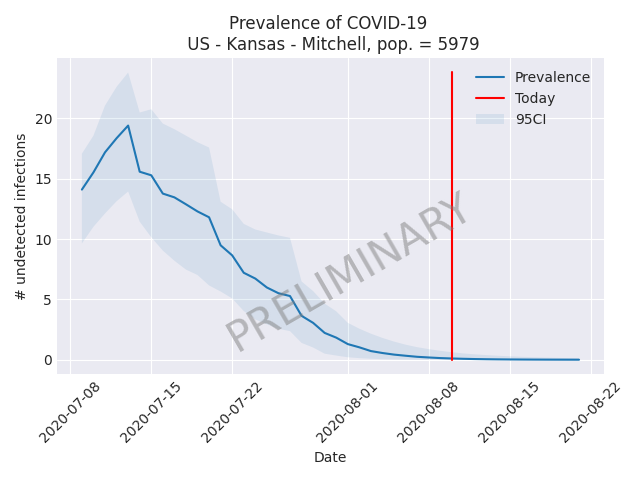 Prevalence of COVID-19
US - Kansas - Mitchell, pop. = 5979
Prevalence
Today
95CI
# undetected infections
20
15
10
5
0
PRELIMINARY
2020-07-08
2020-07-15
2020-07-22
2020-08-01
2020-08-08
2020-08-15
2020-08-22
Date